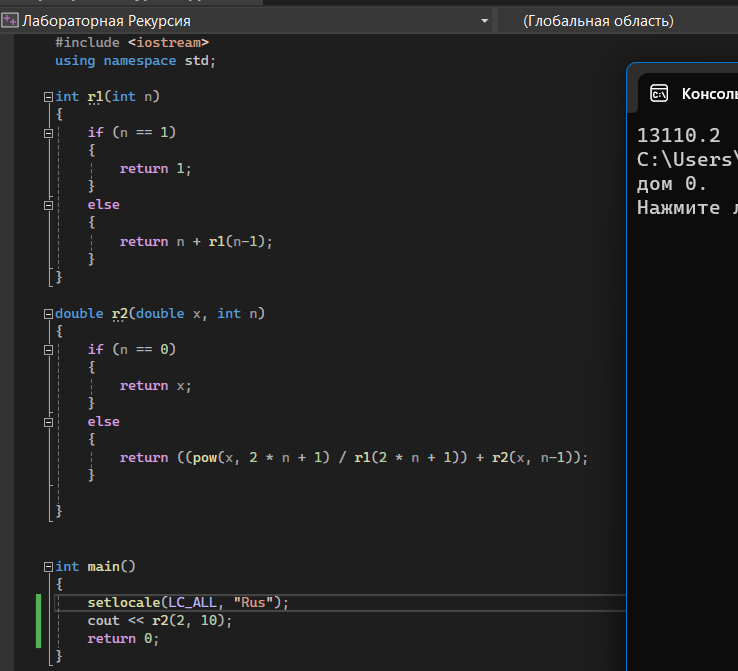 Лабораторная Рекурсия
(Глобальная область)
#include <iostream>
using namespace std;
int r1(int n)
{
if (n == 1)
{
return 1;
}
else
{
return n + r1(n-1);
}
}
double r2(double x, int n)
{
if (n == 0)
{
return x;
}
else
{
return ((pow(x, 2 * n + 1) / r1(2 * n + 1)) + r2(x, n-1));
}
}
int main()
{
setlocale(LC_ALL, "Rus");
cout << r2(2, 10);
return 0;
}
Консоль
13110.2
C:\Users\
дом 0.
Нажмите